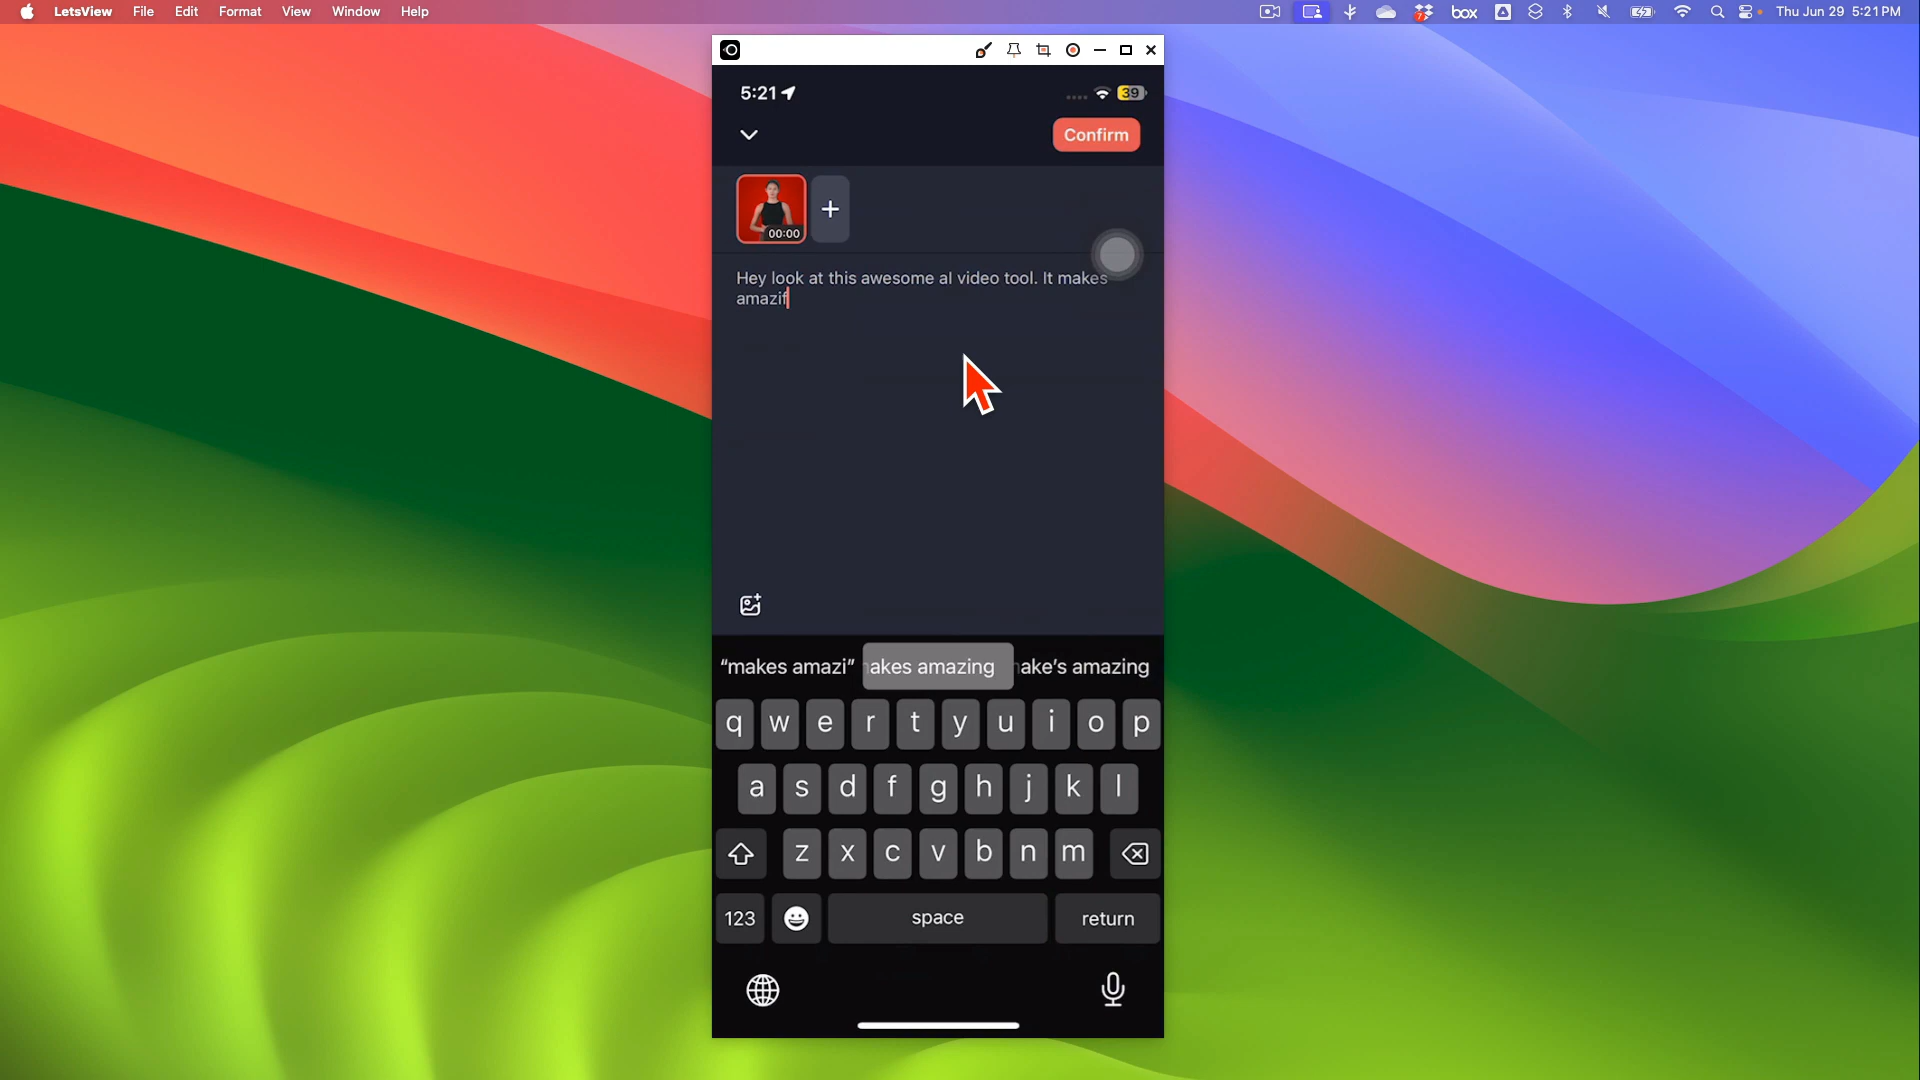 LetsView File Edit Format View Window Help
7 box Thu Jun 29 5:21 PM
5:21 39
Confirm
00:00
Hey look at this awesome al video tool. It makes
amazif
“makes amazi” akes amazing ake’s amazing
q w e r t y u i o p
a s d f g h j k l
z x c v b n m
123 space return